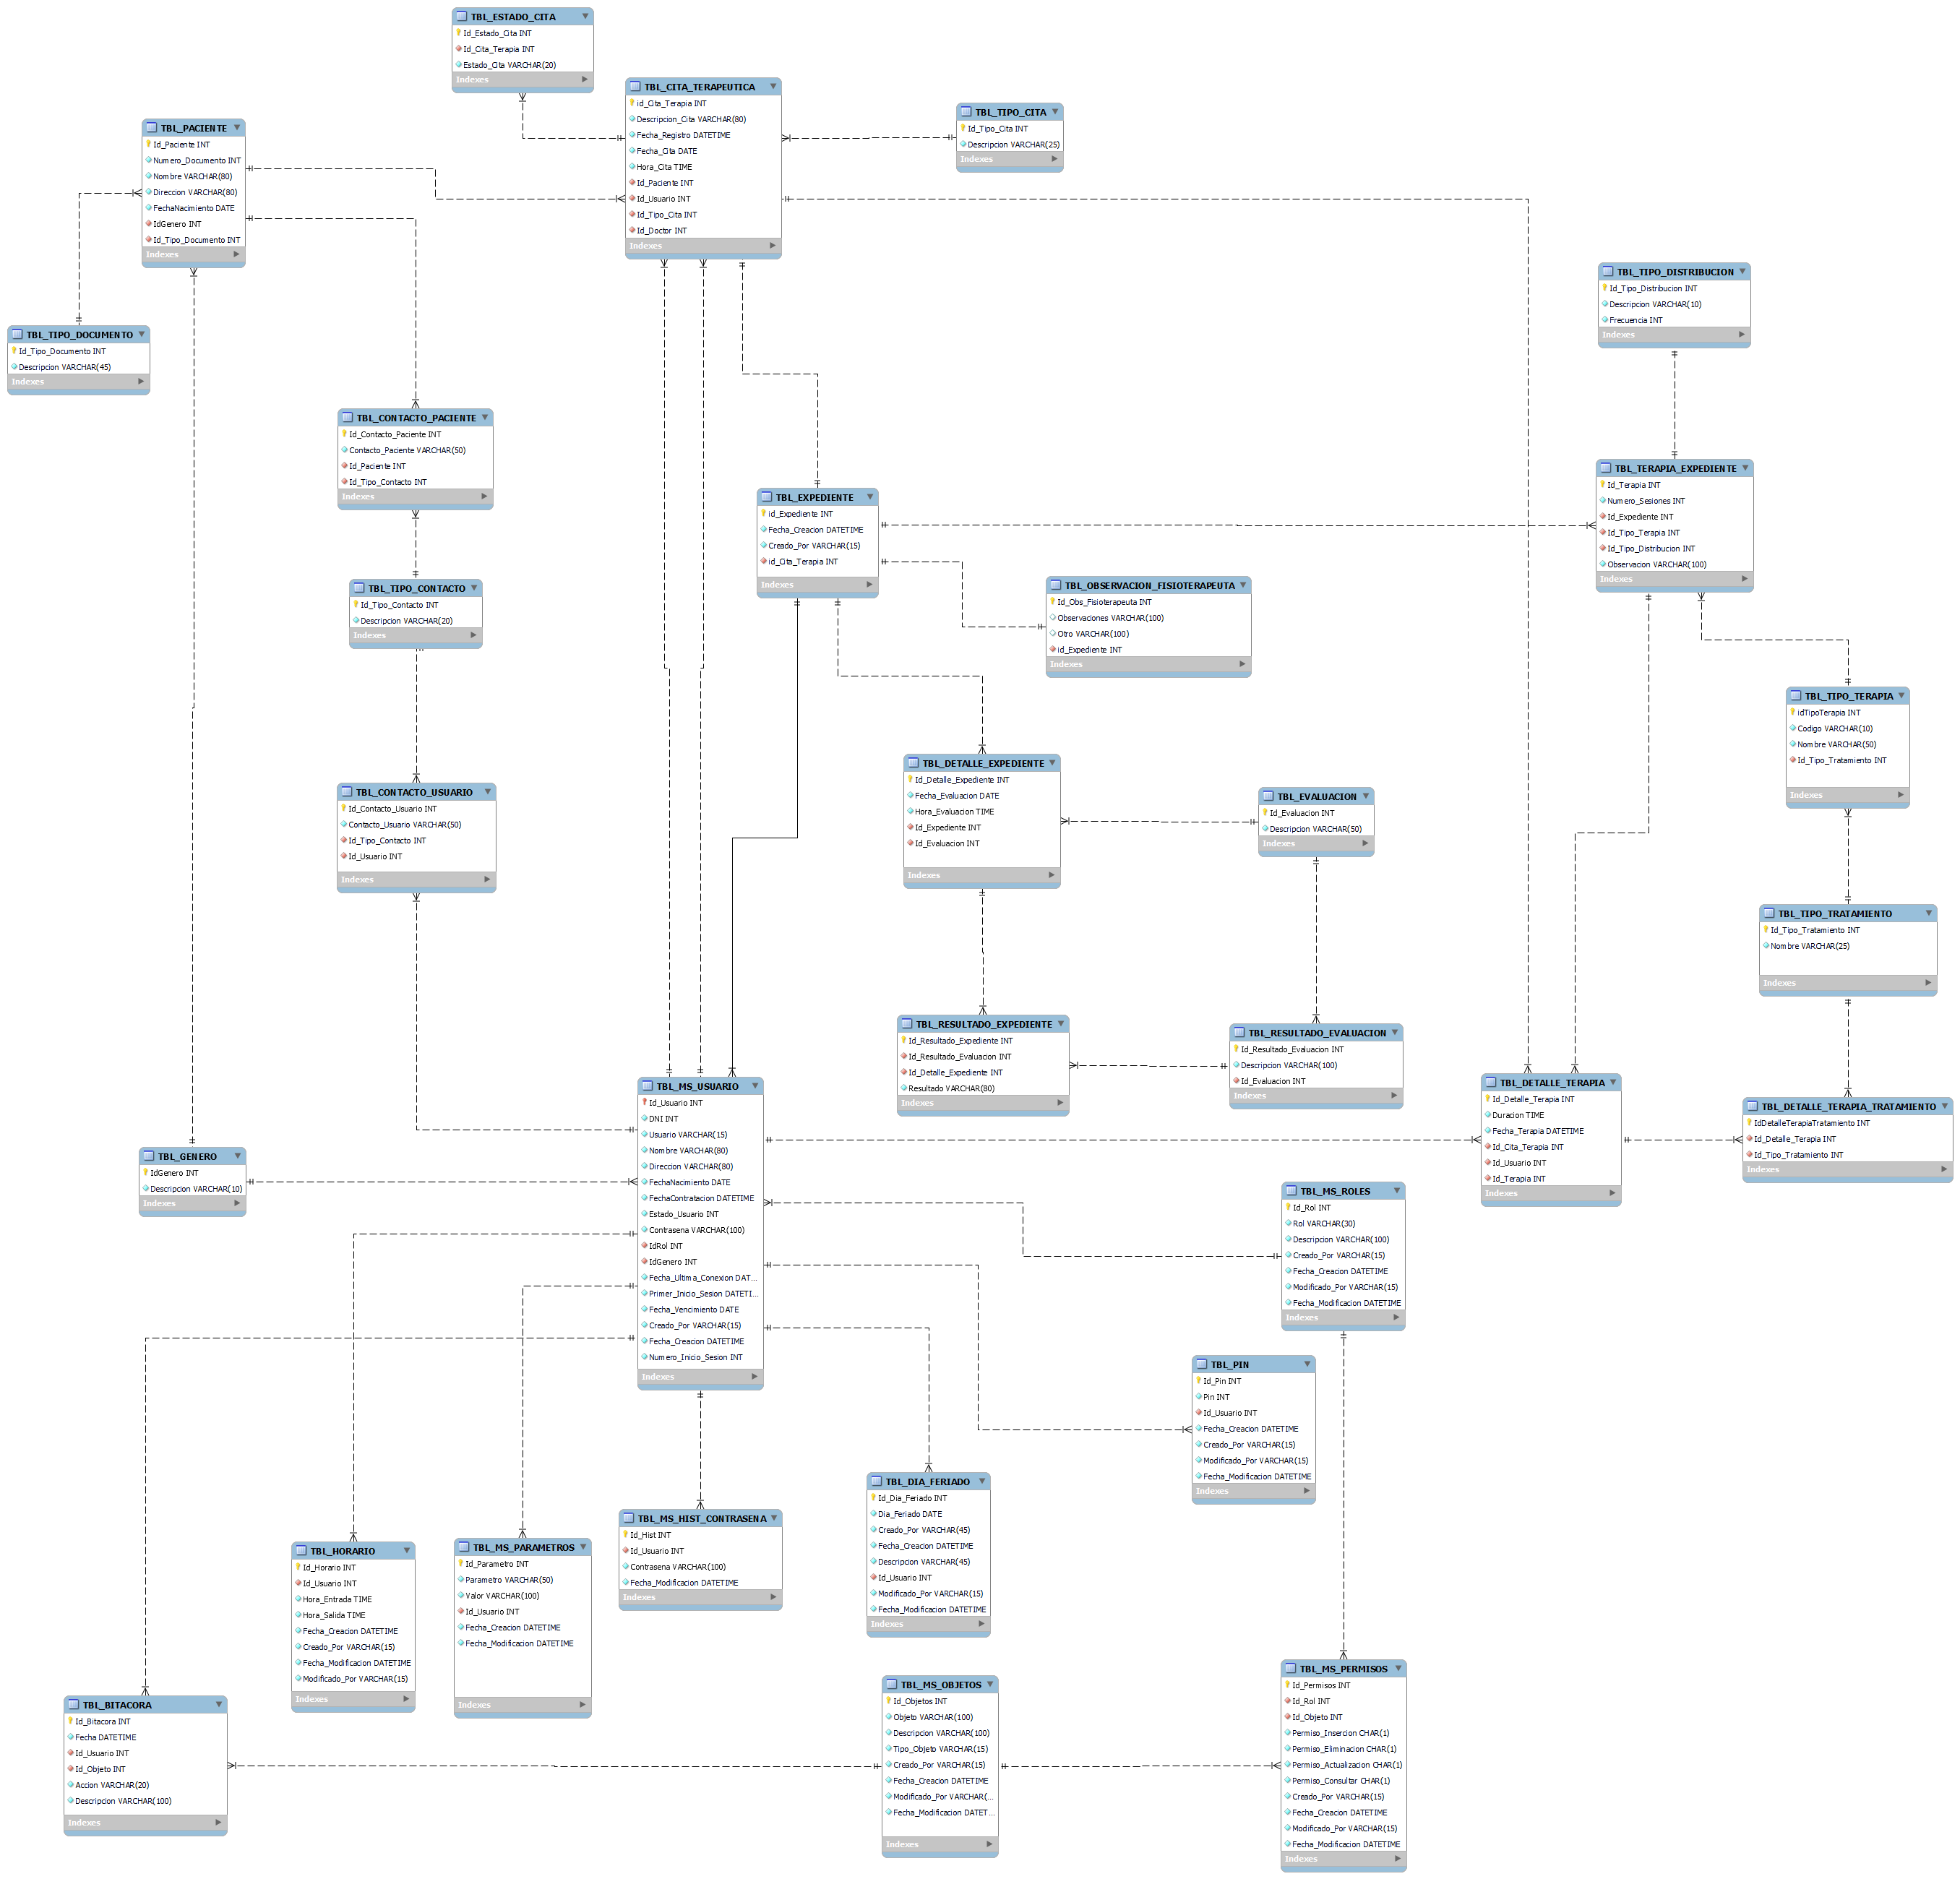 TBL_ESTADO_CITA
Id_Estado_Cita INT
Id_Cita_Terapia INT
Estado_Cita VARCHAR(20)
Indexes
TBL_CITA_TERAPEUTICA
id_Cita_Terapia INT
Descripcion_Cita VARCHAR(80)
Fecha_Registro DATETIME
Fecha_Cita DATE
Hora_Cita TIME
Id_Paciente INT
Id_Usuario INT
Id_Tipo_Cita INT
Id_Doctor INT
Indexes
TBL_TIPO_CITA
Id_Tipo_Cita INT
Descripcion VARCHAR(25)
Indexes
TBL_PACIENTE
Id_Paciente INT
Numero_Documento INT
Nombre VARCHAR(80)
Direccion VARCHAR(80)
FechaNacimiento DATE
IdGenero INT
Id_Tipo_Documento INT
Indexes
TBL_TIPO_DISTRIBUCION
Id_Tipo_Distribucion INT
Descripcion VARCHAR(10)
Frecuencia INT
Indexes
TBL_TIPO_DOCUMENTO
Id_Tipo_Documento INT
Descripcion VARCHAR(45)
Indexes
TBL_CONTACTO_PACIENTE
Id_Contacto_Paciente INT
Contacto_Paciente VARCHAR(50)
Id_Paciente INT
Id_Tipo_Contacto INT
Indexes
TBL_TERAPIA_EXPEDIENTE
Id_Terapia INT
Numero_Sesiones INT
Id_Expediente INT
Id_Tipo_Terapia INT
Id_Tipo_Distribucion INT
Observacion VARCHAR(100)
Indexes
TBL_EXPEDIENTE
id_Expediente INT
Fecha_Creacion DATETIME
Creado_Por VARCHAR(15)
id_Cita_Terapia INT
Indexes
TBL_OBSERVACION_FISIOTERAPEUTA
Id_Obs_Fisioterapeuta INT
Observaciones VARCHAR(100)
Otro VARCHAR(100)
id_Expediente INT
Indexes
TBL_TIPO_CONTACTO
Id_Tipo_Contacto INT
Descripcion VARCHAR(20)
Indexes
TBL_TIPO_TERAPIA
idTipoTerapia INT
Codigo VARCHAR(10)
Nombre VARCHAR(50)
Id_Tipo_Tratamiento INT
Indexes
TBL_DETALLE_EXPEDIENTE
Id_Detalle_Expediente INT
Fecha_Evaluacion DATE
Hora_Evaluacion TIME
Id_Expediente INT
Id_Evaluacion INT
Indexes
TBL_EVALUACION
Id_Evaluacion INT
Descripcion VARCHAR(50)
Indexes
TBL_CONTACTO_USUARIO
Id_Contacto_Usuario INT
Contacto_Usuario VARCHAR(50)
Id_Tipo_Contacto INT
Id_Usuario INT
Indexes
TBL_TIPO_TRATAMIENTO
Id_Tipo_Tratamiento INT
Nombre VARCHAR(25)
Indexes
TBL_RESULTADO_EXPEDIENTE
Id_Resultado_Expediente INT
Id_Resultado_Evaluacion INT
Id_Detalle_Expediente INT
Resultado VARCHAR(80)
Indexes
TBL_RESULTADO_EVALUACION
Id_Resultado_Evaluacion INT
Descripcion VARCHAR(100)
Id_Evaluacion INT
Indexes
TBL_DETALLE_TERAPIA
Id_Detalle_Terapia INT
Duracion TIME
Fecha_Terapia DATETIME
Id_Cita_Terapia INT
Id_Usuario INT
Id_Terapia INT
Indexes
TBL_DETALLE_TERAPIA_TRATAMIENTO
IdDetalleTerapiaTratamiento INT
Id_Detalle_Terapia INT
Id_Tipo_Tratamiento INT
Indexes
TBL_MS_USUARIO
Id_Usuario INT
DNI INT
Usuario VARCHAR(15)
Nombre VARCHAR(80)
Direccion VARCHAR(80)
FechaNacimiento DATE
FechaContratacion DATETIME
Estado_Usuario INT
Contrasena VARCHAR(100)
IdRol INT
IdGenero INT
Fecha_Ultima_Conexion DAT...
Primer_Inicio_Sesion DATETI...
Fecha_Vencimiento DATE
Creado_Por VARCHAR(15)
Fecha_Creacion DATETIME
Numero_Inicio_Sesion INT
Indexes
TBL_GENERO
IdGenero INT
Descripcion VARCHAR(10)
Indexes
TBL_MS_ROLES
Id_Rol INT
Rol VARCHAR(30)
Descripcion VARCHAR(100)
Creado_Por VARCHAR(15)
Fecha_Creacion DATETIME
Modificado_Por VARCHAR(15)
Fecha_Modificacion DATETIME
Indexes
TBL_PIN
Id_Pin INT
Pin INT
Id_Usuario INT
Fecha_Creacion DATETIME
Creado_Por VARCHAR(15)
Modificado_Por VARCHAR(15)
Fecha_Modificacion DATETIME
Indexes
TBL_DIA_FERIADO
Id_Dia_Feriado INT
Dia_Feriado DATE
Creado_Por VARCHAR(45)
Fecha_Creacion DATETIME
Descripcion VARCHAR(45)
Id_Usuario INT
Modificado_Por VARCHAR(15)
Fecha_Modificacion DATETIME
Indexes
TBL_MS_HIST_CONTRASENA
Id_Hist INT
Id_Usuario INT
Contrasena VARCHAR(100)
Fecha_Modificacion DATETIME
Indexes
TBL_MS_PARAMETROS
Id_Parametro INT
Parametro VARCHAR(50)
Valor VARCHAR(100)
Id_Usuario INT
Fecha_Creacion DATETIME
Fecha_Modificacion DATETIME
Indexes
TBL_HORARIO
Id_Horario INT
Id_Usuario INT
Hora_Entrada TIME
Hora_Salida TIME
Fecha_Creacion DATETIME
Creado_Por VARCHAR(15)
Fecha_Modificacion DATETIME
Modificado_Por VARCHAR(15)
Indexes
TBL_BITACORA
Id_Bitacora INT
Fecha DATETIME
Id_Usuario INT
Id_Objeto INT
Accion VARCHAR(20)
Descripcion VARCHAR(100)
Indexes
TBL_MS_OBJETOS
Id_Objetos INT
Objeto VARCHAR(100)
Descripcion VARCHAR(100)
Tipo_Objeto VARCHAR(15)
Creado_Por VARCHAR(15)
Fecha_Creacion DATETIME
Modificado_Por VARCHAR(...
Fecha_Modificacion DATET...
Indexes
TBL_MS_PERMISOS
Id_Permisos INT
Id_Rol INT
Id_Objeto INT
Permiso_Insercion CHAR(1)
Permiso_Eliminacion CHAR(1)
Permiso_Actualizacion CHAR(1)
Permiso_Consultar CHAR(1)
Creado_Por VARCHAR(15)
Fecha_Creacion DATETIME
Modificado_Por VARCHAR(15)
Fecha_Modificacion DATETIME
Indexes